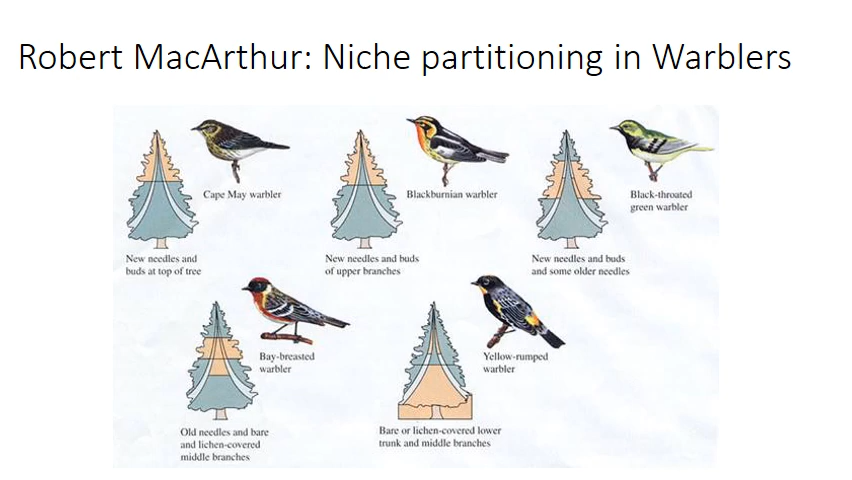 Robert MacArthur: Niche partitioning in Warblers
Cape May warbler
New needles and
buds at top of tree
Blackburnian warbler
New needles and buds
of upper branches
Black-throated
green warbler
New needles and buds
and some older needles
Bay-breasted
warbler
Old needles and bare
and lichen-covered
middle branches
Yellow-rumped
warbler
Bare or lichen-covered lower
trunk and middle branches